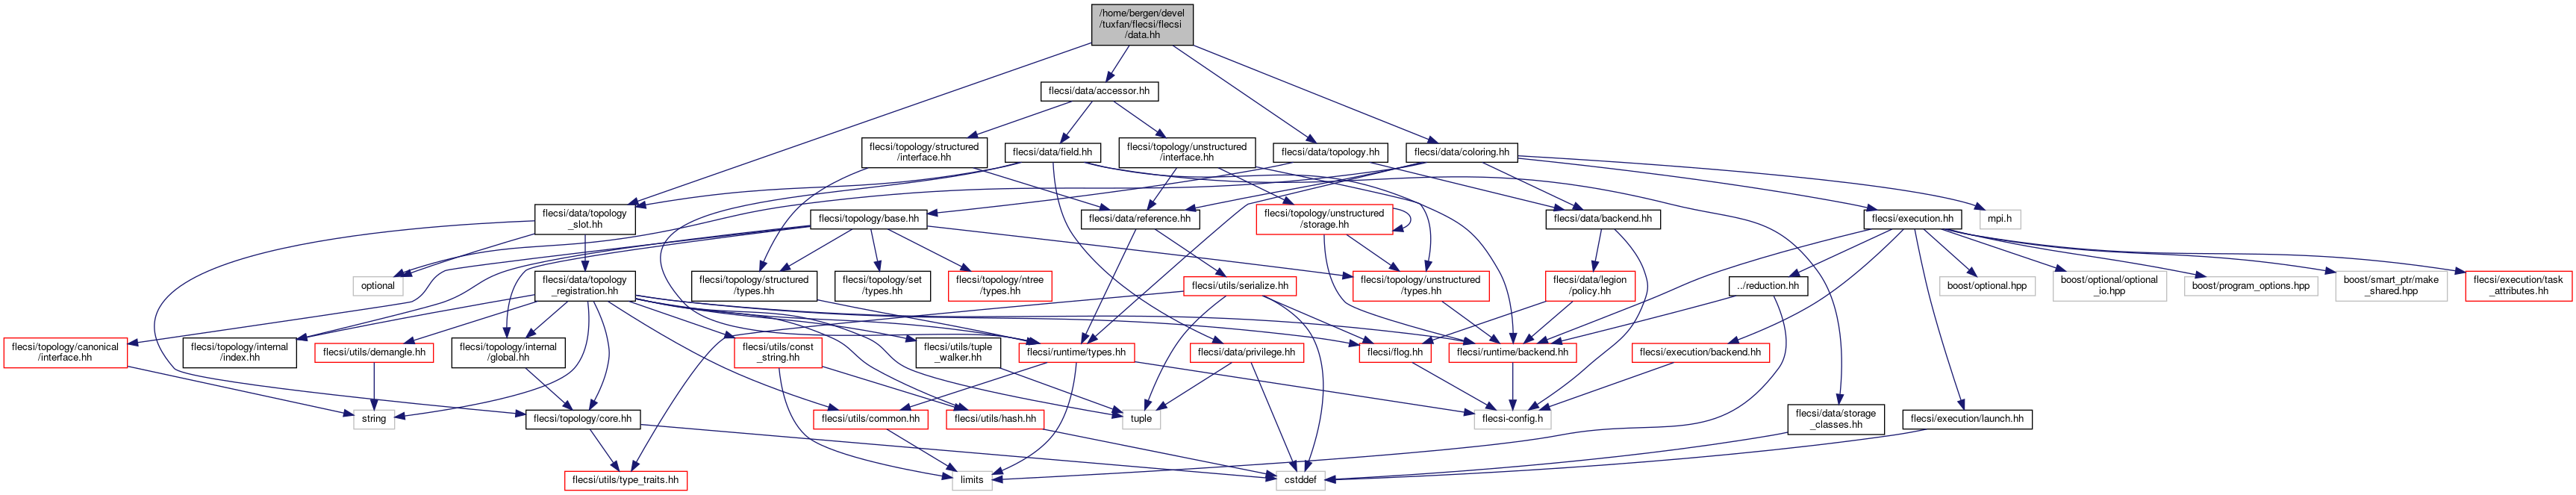 /home/bergen/devel
/tuxfan/flecsi/flecsi
/data.hh
flecsi/data/accessor.hh
flecsi/topology/structured
/interface.hh
flecsi/data/field.hh
flecsi/topology/unstructured
/interface.hh
flecsi/data/topology.hh
flecsi/data/coloring.hh
flecsi/data/topology
_slot.hh
flecsi/topology/base.hh
flecsi/data/reference.hh
flecsi/topology/unstructured
/storage.hh
flecsi/data/backend.hh
flecsi/execution.hh
mpi.h
optional
flecsi/data/topology
_registration.hh
flecsi/topology/structured
/types.hh
flecsi/topology/set
/types.hh
flecsi/topology/ntree
/types.hh
flecsi/utils/serialize.hh
flecsi/topology/unstructured
/types.hh
flecsi/data/legion
/policy.hh
../reduction.hh
boost/optional.hpp
boost/optional/optional
_io.hpp
boost/program_options.hpp
boost/smart_ptr/make
_shared.hpp
flecsi/execution/task
_attributes.hh
flecsi/topology/canonical
/interface.hh
flecsi/topology/internal
/index.hh
flecsi/utils/demangle.hh
flecsi/topology/internal
/global.hh
flecsi/utils/const
_string.hh
flecsi/utils/tuple
_walker.hh
flecsi/runtime/types.hh
flecsi/data/privilege.hh
flecsi/flog.hh
flecsi/runtime/backend.hh
flecsi/execution/backend.hh
string
flecsi/topology/core.hh
flecsi/utils/common.hh
flecsi/utils/hash.hh
tuple
flecsi-config.h
flecsi/data/storage
_classes.hh
flecsi/execution/launch.hh
flecsi/utils/type_traits.hh
limits
cstddef